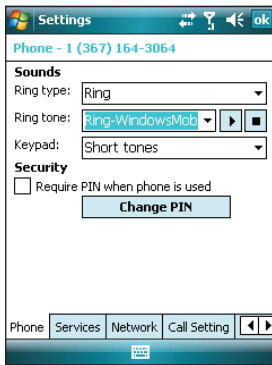 Settings ok
Phone - 1 (367) 164-3064
Sounds
Ring type: Ring
Ring tone: Ring-WindowsMob
Keypad: Short tones
Security
Require PIN when phone is used
Change PIN
Phone Services Network Call Setting